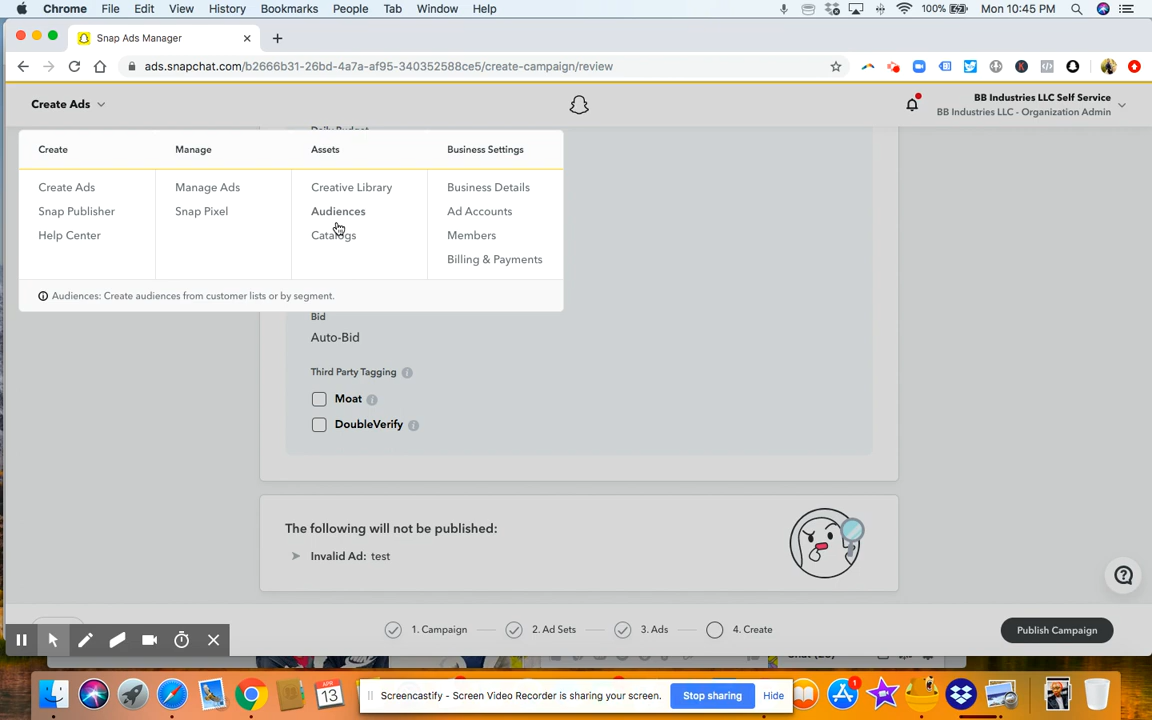 Chrome File Edit View History Bookmarks People Tab Window Help 100% Mon 10:45 PM
Snap Ads Manager
ads.snapchat.com/b2666b31-26bd-4a7a-af95-340352588ce5/create-campaign/review
Create Ads
BB Industries LLC Self Service
BB Industries LLC - Organization Admin
Daily Budget
Create Manage Assets Business Settings
Create Ads Manage Ads Creative Library Business Details
Snap Publisher Snap Pixel Audiences Ad Accounts
Help Center Catalogs Members
Billing & Payments
Audiences: Create audiences from customer lists or by segment.
Bid
Auto-Bid
Third Party Tagging
Moat
DoubleVerify
The following will not be published:
Invalid Ad: test
1. Campaign 2. Ad Sets 3. Ads 4. Create Publish Campaign
APR
13
Screencastify - Screen Video Recorder is sharing your screen. Stop sharing Hide
1